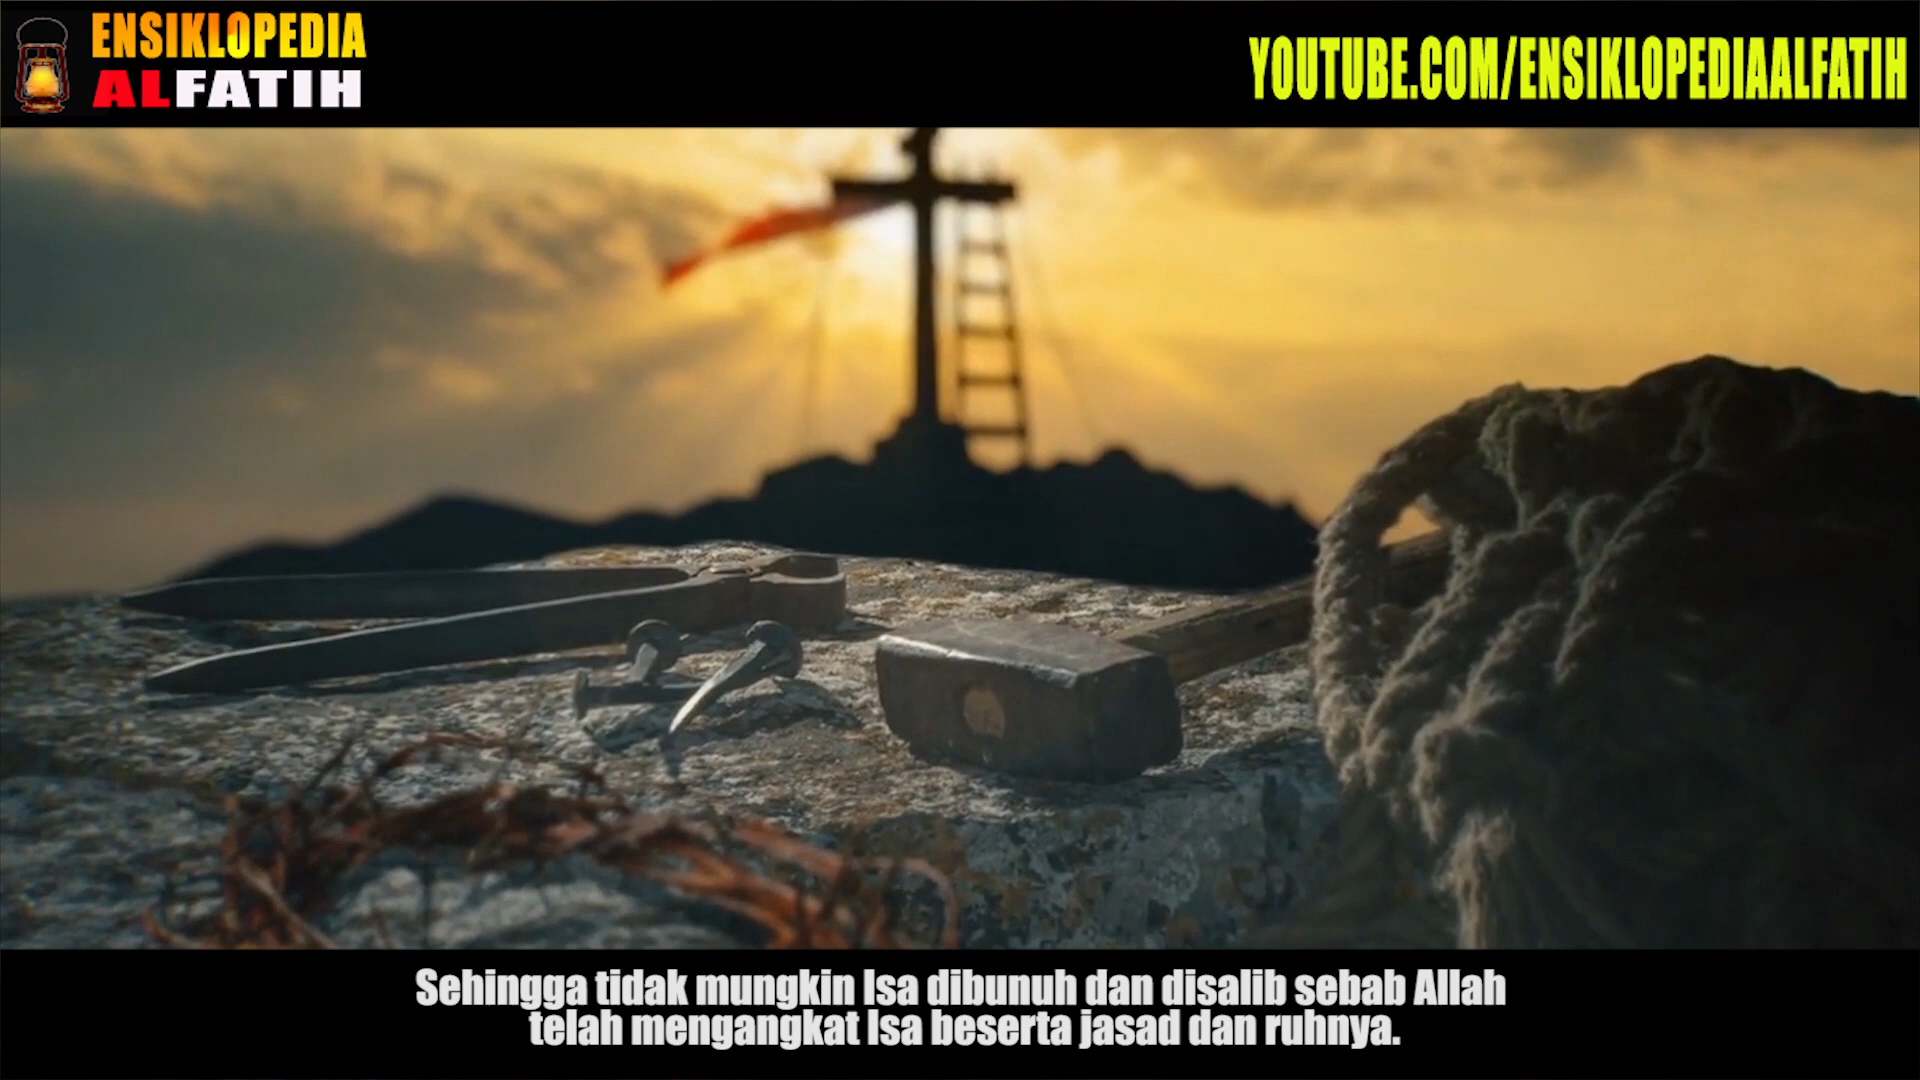 ENSIKLOPEDIA
ALFATIH
YOUTUBE.COM/ENSIKLOPEDIAALFATIH
Sehingga tidak mungkin Isa dibunuh dan disalib sebab Allah
telah mengangkat Isa beserta jasad dan ruhnya.